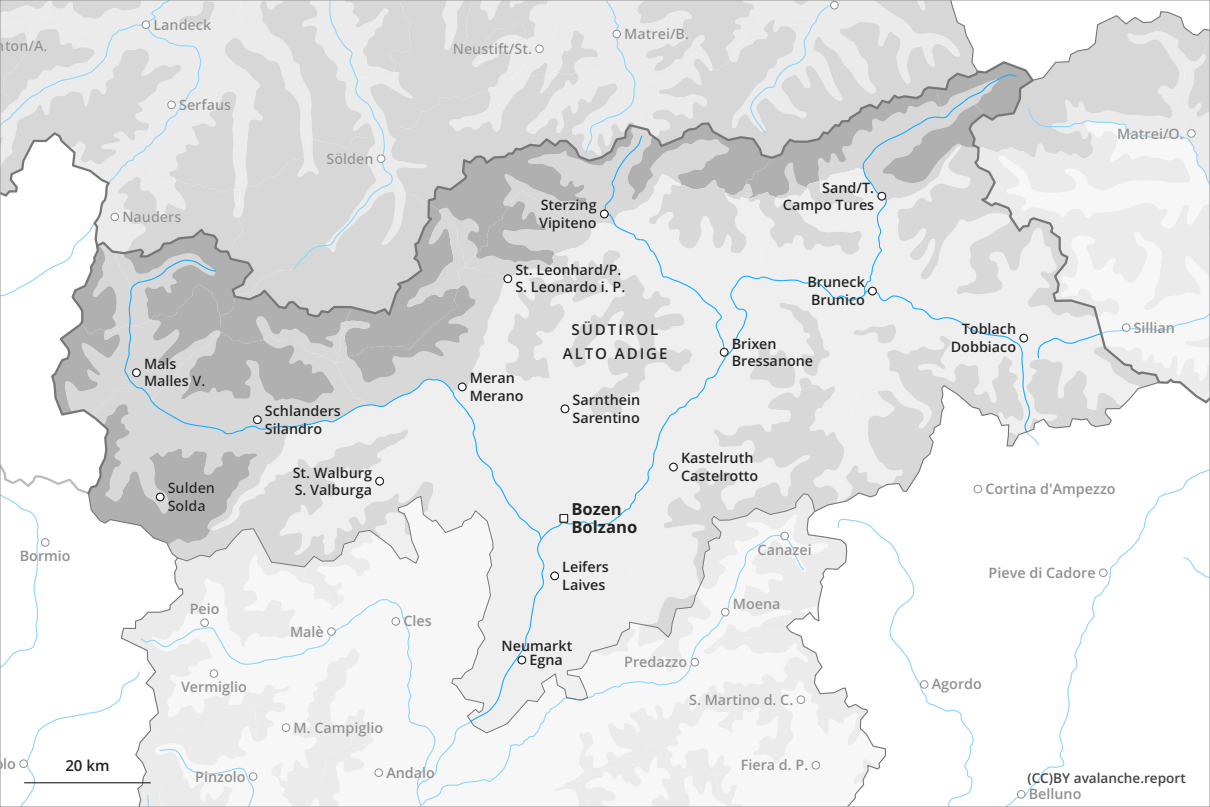 Landeck
Matrei/B.
nton/A.
Neustift/St.
Serfaus
Matrei/O.
Sölden
Sand/T.
Campo Tures
Sterzing
Vipiteno
Nauders
St. Leonhard/P.
S. Leonardo i. P.
Bruneck
Brunico
SÜDTIROL
ALTO ADIGE
Toblach
Dobbiaco
Sillian
Brixen
Bressanone
Mals
Malles V.
Meran
Merano
Sarnthein
Sarentino
Schlanders
Silandro
Kastelruth
Castelrotto
St. Walburg
S. Valburga
Sulden
Solda
Cortina d'Ampezzo
Bozen
Bolzano
Bormio
Canazei
Leifers
Laives
Pieve di Cadore
Peio
Moena
Malè
Cles
Neumarkt
Egna
Predazzo
Vermiglio
Agordo
S. Martino d. C.
M. Campiglio
olo
20 km
Pinzolo
Andalo
Fiera d. P.
(CC)BY avalanche.report
Belluno